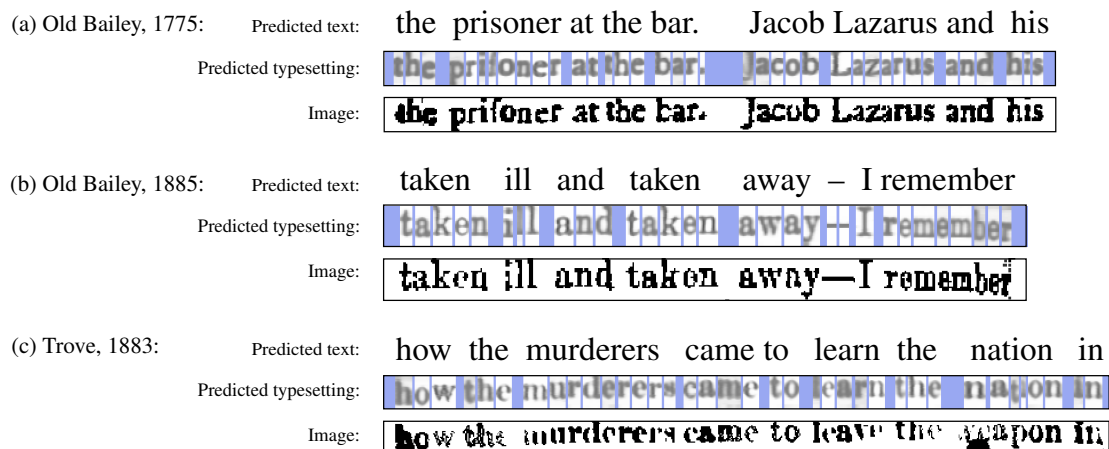 (a) Old Bailey, 1775: Predicted text: the prisoner at the bar. Jacob Lazarus and his
Predicted typesetting: the priſoner at the bar. Jacob Lazarus and his
Image: the priſoner at the bar. Jacob Lazarus and his
(b) Old Bailey, 1885: Predicted text: taken ill and taken away – I remember
Predicted typesetting: taken ill and taken away—I remember
Image: taken ill and taken away—I remember
(c) Trove, 1883: Predicted text: how the murderers came to learn the nation in
Predicted typesetting: how the murderers came to learn the nation in
Image: how the murderers came to leave the weapon in